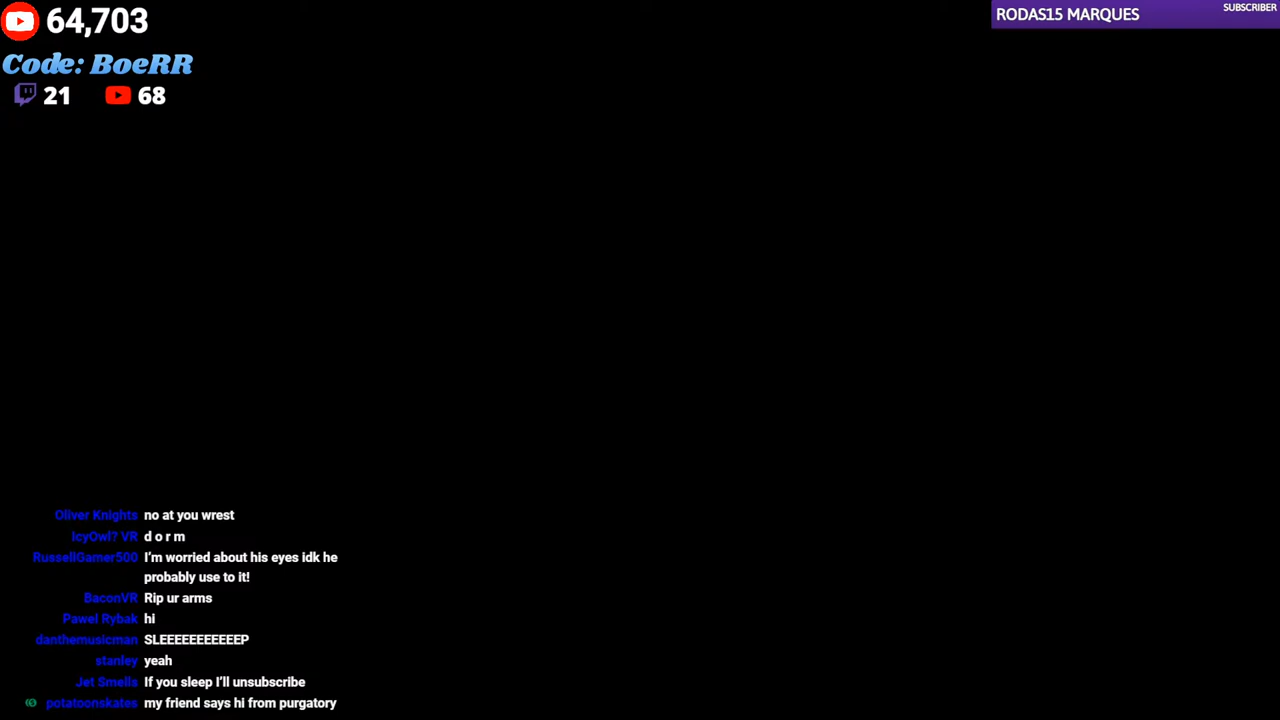 64,703
RODAS15 MARQUES
SUBSCRIBER
Code: BoeRR
21 68
Oliver Knights no at you wrest
IcyOwl? VR d o r m
RussellGamer500 I'm worried about his eyes idk he
probably use to it!
BaconVR Rip ur arms
Pawel Rybak hi
danthemusicman SLEEEEEEEEEEEP
stanley yeah
Jet Smells If you sleep I'll unsubscribe
potatoonskates my friend says hi from purgatory